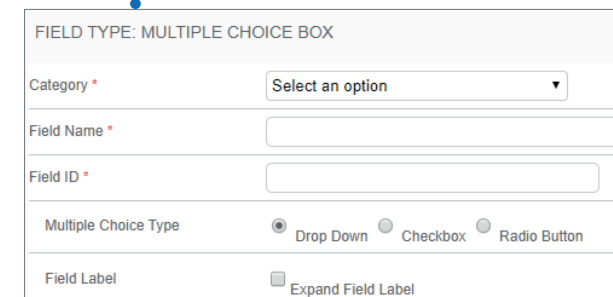 FIELD TYPE: MULTIPLE CHOICE BOX
Category * Select an option
Field Name *
Field ID *
Multiple Choice Type Drop Down Checkbox Radio Button
Field Label Expand Field Label